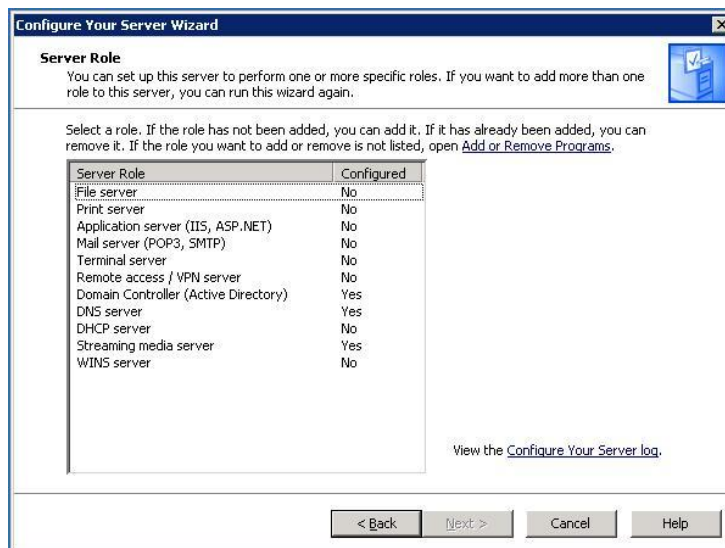 Configure Your Server Wizard
Server Role
You can set up this server to perform one or more specific roles. If you want to add more than one
role to this server, you can run this wizard again.
Select a role. If the role has not been added, you can add it. If it has already been added, you can
remove it. If the role you want to add or remove is not listed, open Add or Remove Programs.
Server Role Configured
File server No
Print server No
Application server (IIS, ASP.NET) No
Mail server (POP3, SMTP) No
Terminal server No
Remote access / VPN server No
Domain Controller (Active Directory) Yes
DNS server Yes
DHCP server No
Streaming media server Yes
WINS server No
View the Configure Your Server log.
< Back Next > Cancel Help